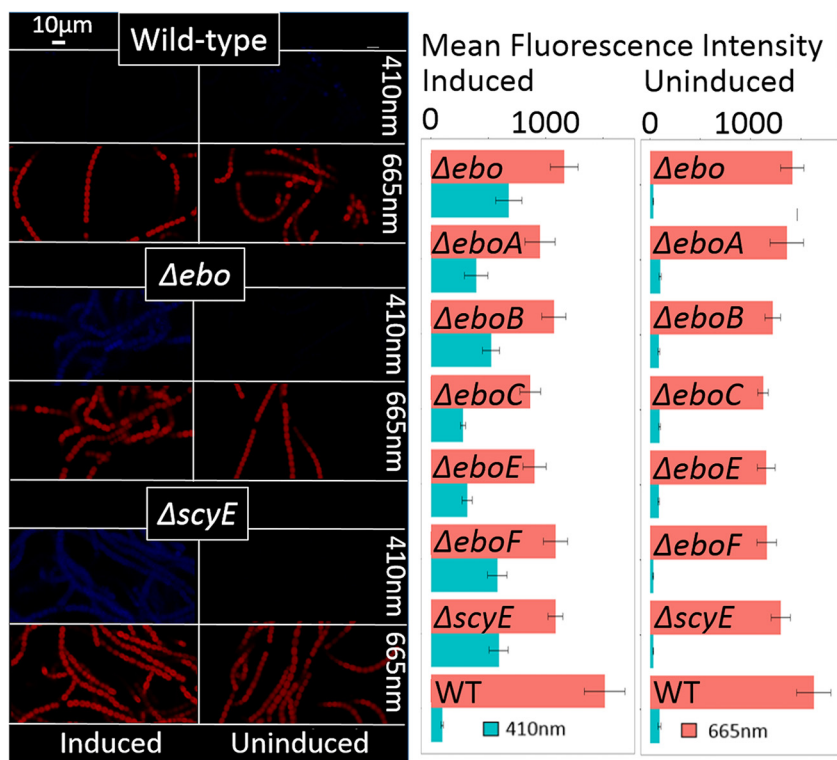 10µm
Wild-type
410nm
665nm
Δebo
410nm
665nm
ΔscyE
410nm
665nm
Induced Uninduced
Mean Fluorescence Intensity
Induced Uninduced
0 1000 0 1000
Δebo Δebo
ΔeboA ΔeboA
ΔeboB ΔeboB
ΔeboC ΔeboC
ΔeboE ΔeboE
ΔeboF ΔeboF
ΔscyE ΔscyE
WT WT
410nm 665nm